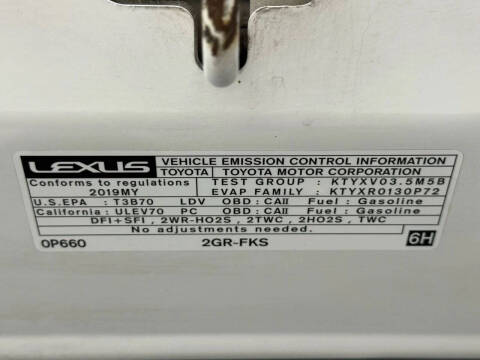 LEXUS VEHICLE EMISSION CONTROL INFORMATION
TOYOTA TOYOTA MOTOR CORPORATION
Conforms to regulations TEST GROUP : KTYXV03.5M5B
2019MY EVAP FAMILY : KTYXR0130P72
U.S.EPA : T3B70 LDV OBD : CAII Fuel : Gasoline
California : ULEV70 PC OBD : CAII Fuel : Gasoline
DFI+SFI , 2WR-HO2S , 2TWC , 2HO2S , TWC
No adjustments needed.
0P660 2GR-FKS 6H